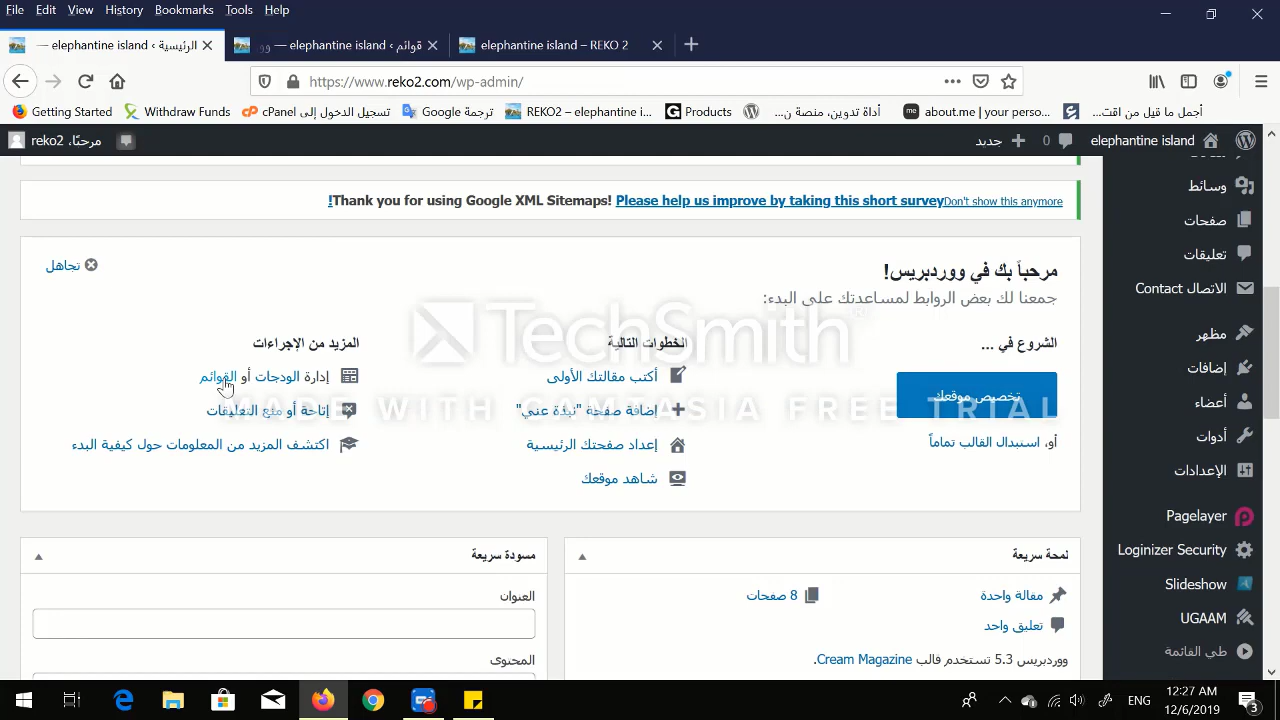 File Edit View History Bookmarks Tools Help
الرئيسية ‹ elephantine island —
قوائم ‹ elephantine island — وو
elephantine island – REKO 2
https://www.reko2.com/wp-admin/
Getting Started
Withdraw Funds
تسجيل الدخول إلى cPanel
ترجمة Google
REKO2 – elephantine i...
Products
أداة تدوين، منصة ن...
about.me | your perso...
أجمل ما قيل من اقت...
elephantine island
0
جديد
مرحبًا، reko2
Thank you for using Google XML Sitemaps! Please help us improve by taking this short survey!
Don't show this anymore
مرحباً بك في ووردبريس!
تجاهل
جمعنا لك بعض الروابط لمساعدتك على البدء:
TechSmith
MADE WITH CAMTASIA FREE TRIAL
الشروع في ...
تخصيص موقعك
أو، استبدال القالب تماماً
الخطوات التالية
أكتب مقالتك الأولى
إضافة صفحة "نبذة عني"
إعداد صفحتك الرئيسية
شاهد موقعك
المزيد من الإجراءات
إدارة الودجات أو القوائم
إتاحة أو منع التعليقات
اكتشف المزيد من المعلومات حول كيفية البدء
لمحة سريعة
مقالة واحدة
8 صفحات
تعليق واحد
ووردبريس 5.3 تستخدم قالب Cream Magazine.
مسودة سريعة
العنوان
المحتوى
وسائط
صفحات
تعليقات
الاتصال Contact
مظهر
إضافات
أعضاء
أدوات
الإعدادات
Pagelayer
Loginizer Security
Slideshow
UGAAM
طي القائمة
ENG
12:27 AM
12/6/2019
3